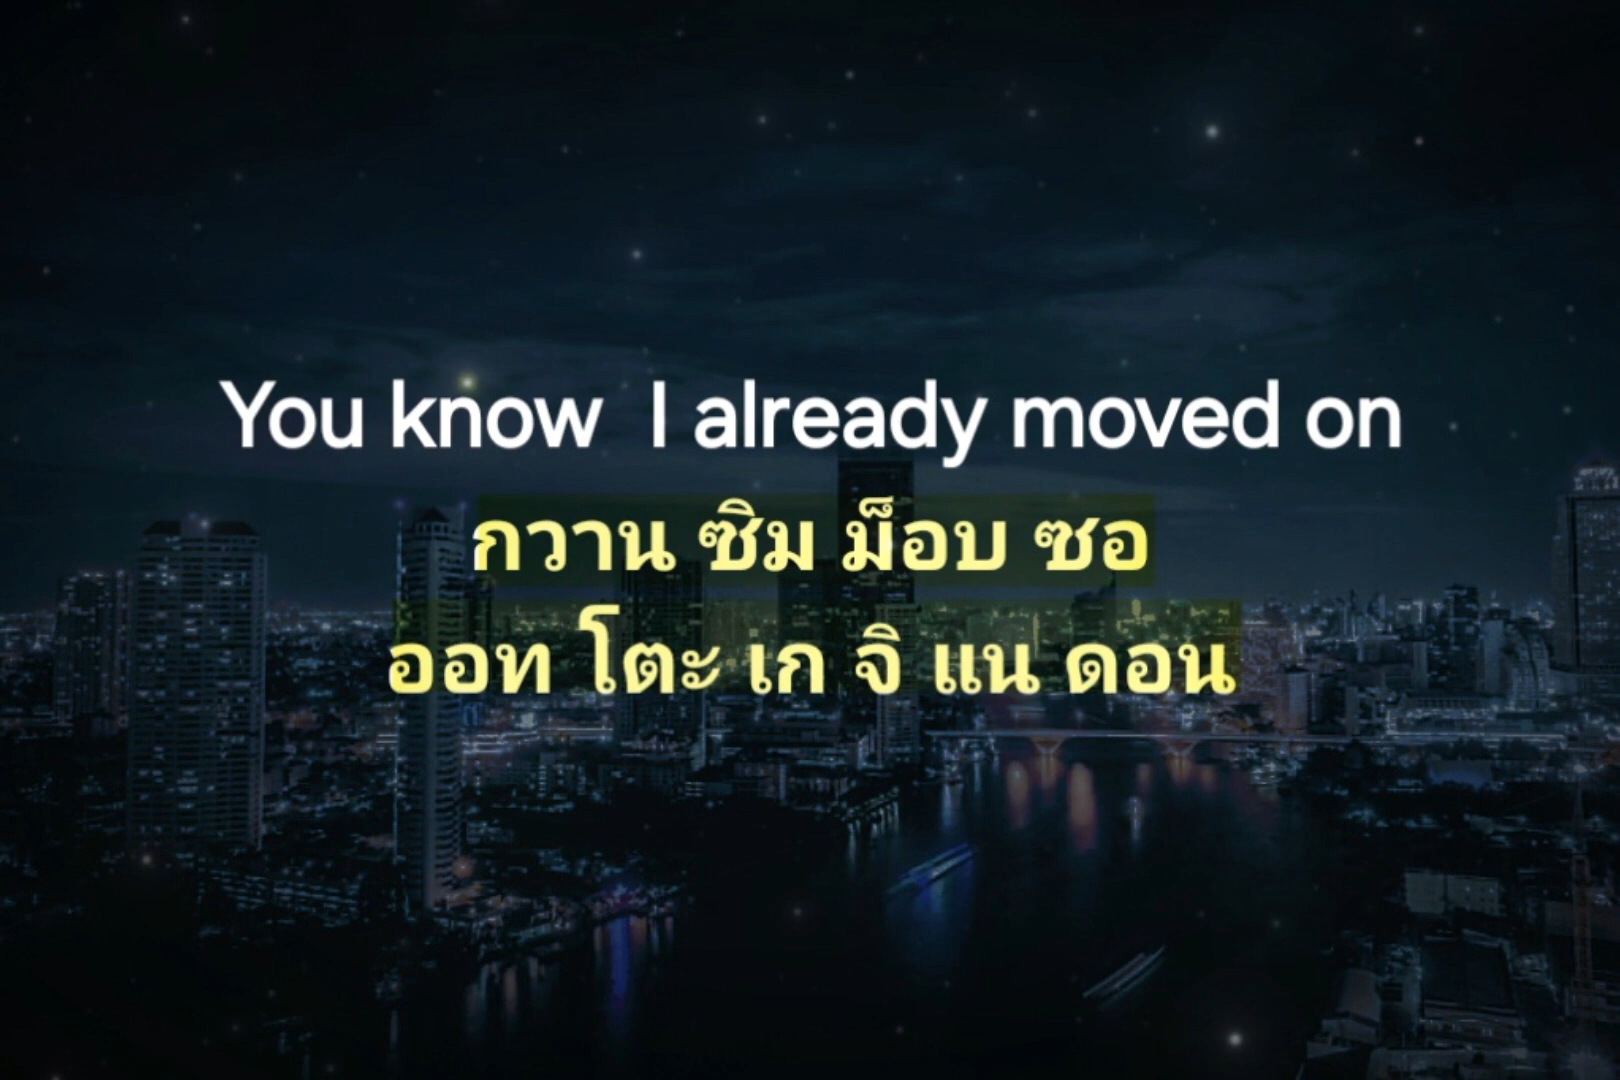 You know  I already moved on
กวาน ซิม ม็อบ ซอ
ออท โตะ เก จิ แน ดอน